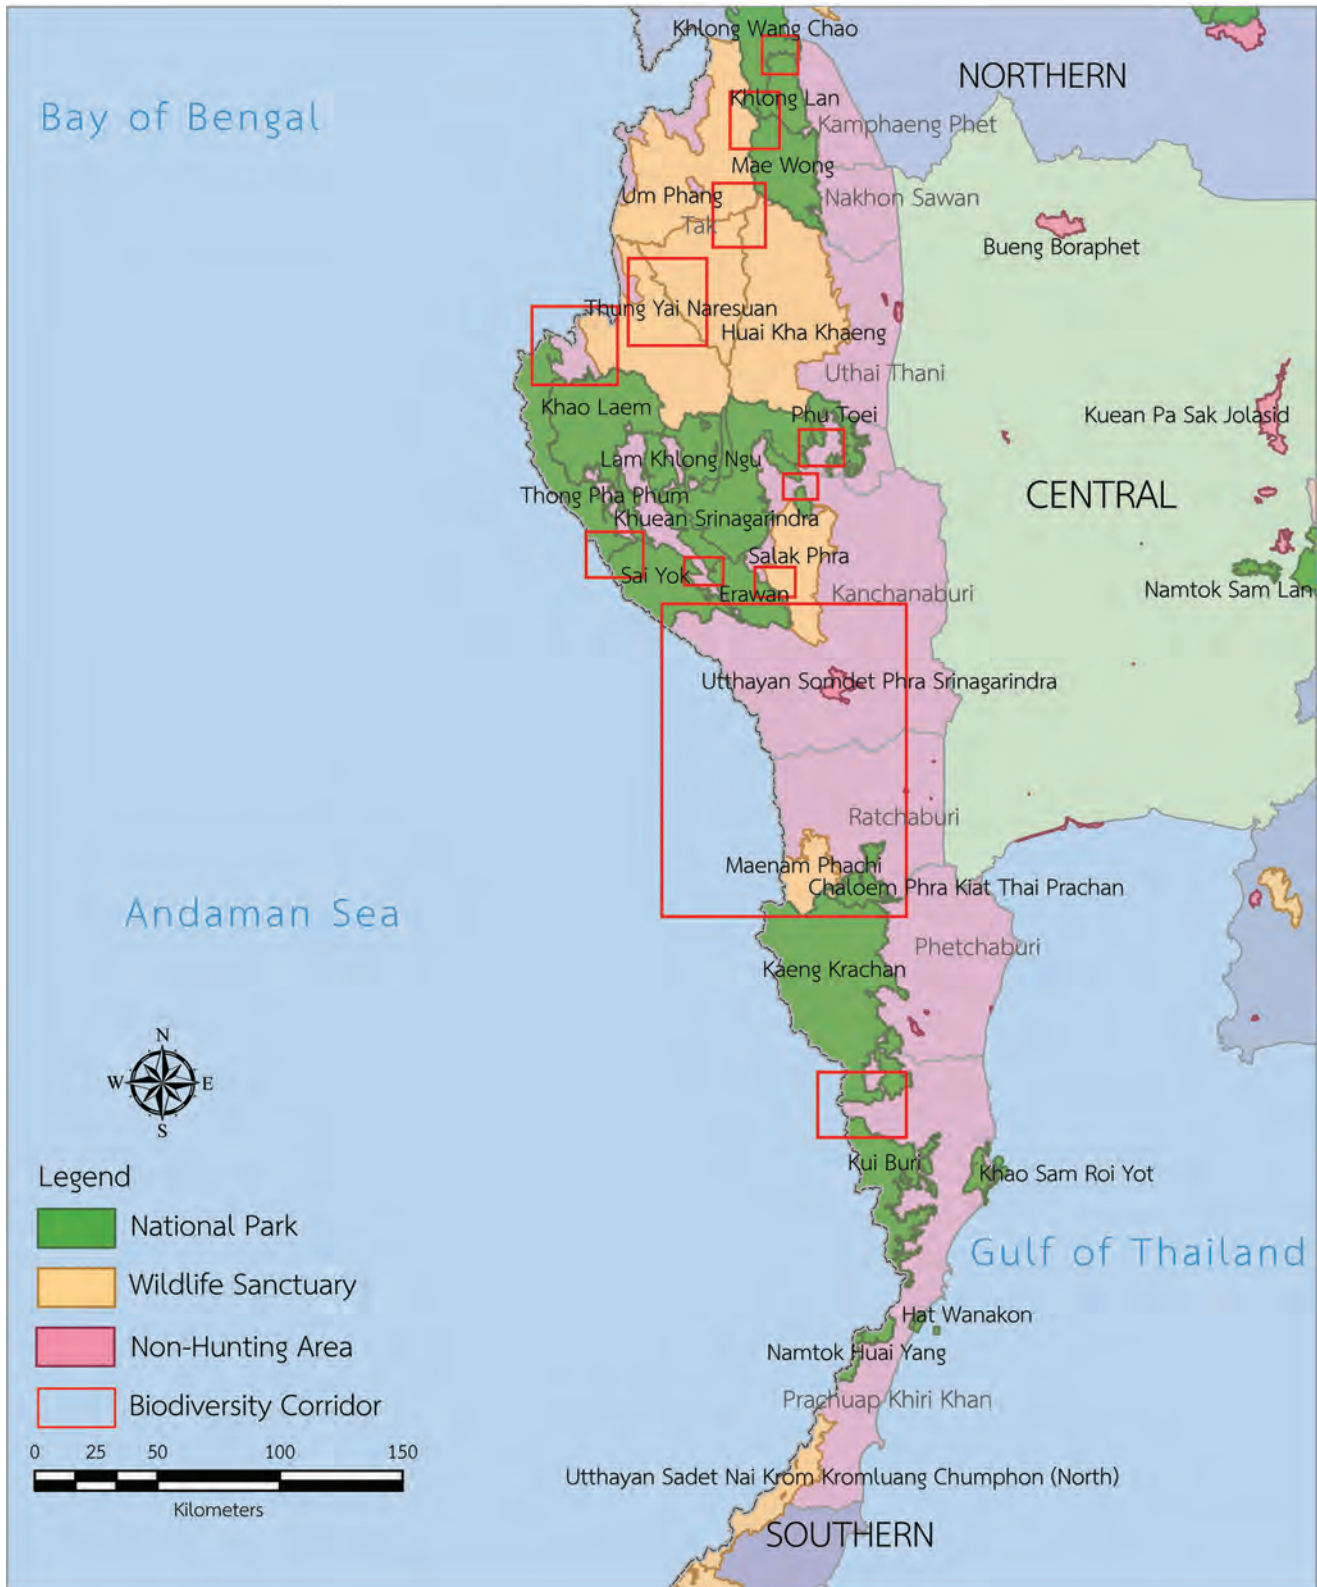 Khlong Wang Chao
NORTHERN
Bay of Bengal
Khlong Lan
Kamphaeng Phet
Mae Wong
Um Phang
Nakhon Sawan
Tak
Bueng Boraphet
Thung Yai Naresuan
Huai Kha Khaeng
Uthai Thani
Khao Laem
Phu Toei
Kuean Pa Sak Jolasid
Lam Khlong Ngu
Thong Pha Phum
CENTRAL
Khuean Srinagarindra
Salak Phra
Sai Yok
Erawan
Kanchanaburi
Namtok Sam Lan
Utthayan Somdet Phra Srinagarindra
Ratchaburi
Maenam Phachi
Chaloem Phra Kiat Thai Prachan
Andaman Sea
Phetchaburi
Kaeng Krachan
N
W
E
S
Kui Buri
Khao Sam Roi Yot
Gulf of Thailand
Hat Wanakon
Namtok Huai Yang
Prachuap Khiri Khan
Utthayan Sadet Nai Krom Kromluang Chumphon (North)
SOUTHERN
Legend
National Park
Wildlife Sanctuary
Non-Hunting Area
Biodiversity Corridor
0 25 50 100 150
Kilometers